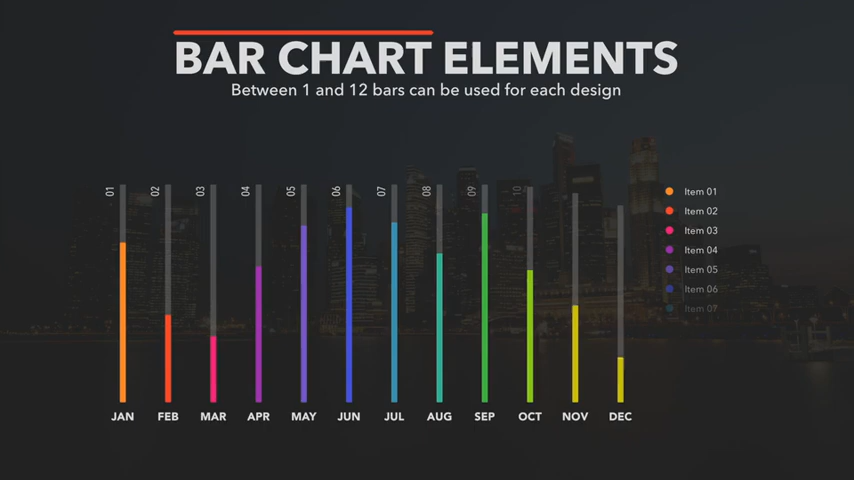 BAR CHART ELEMENTS
Between 1 and 12 bars can be used for each design
01 02 03 04 05 06 07 08 09 10
Item 01
Item 02
Item 03
Item 04
Item 05
Item 06
Item 07
JAN FEB MAR APR MAY JUN JUL AUG SEP OCT NOV DEC